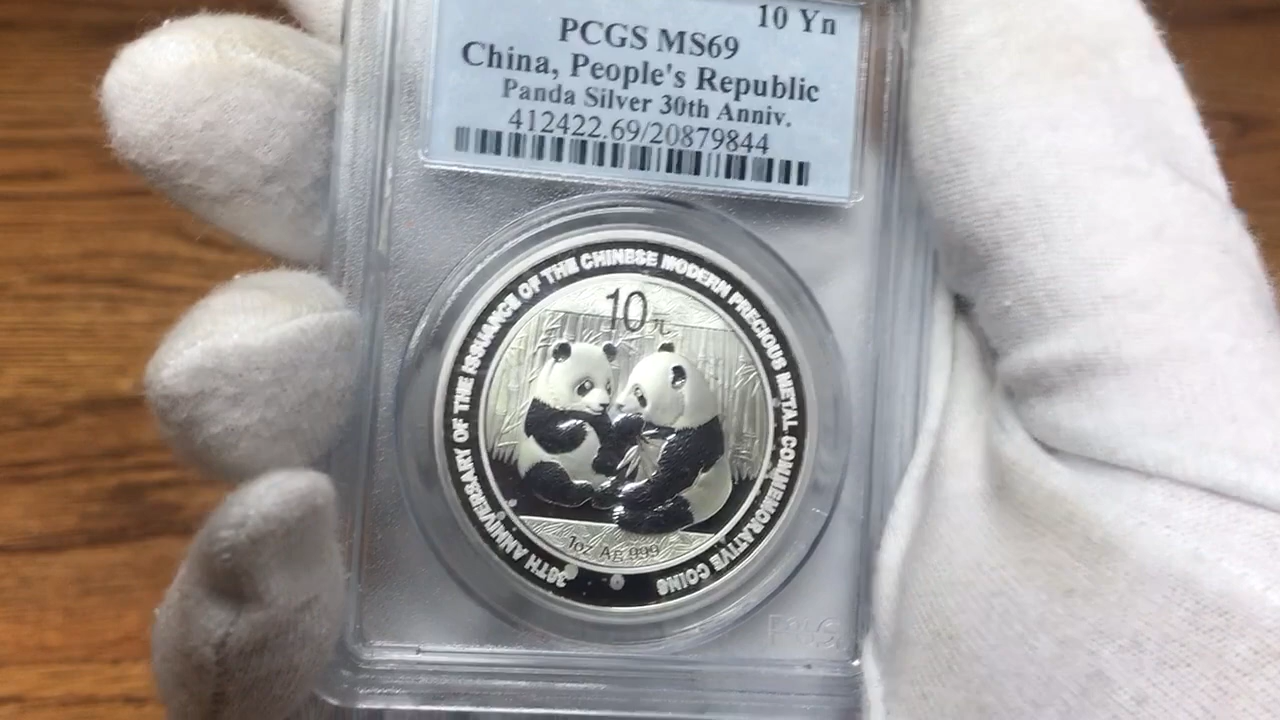 10 Yn
PCGS MS69
China, People's Republic
Panda Silver 30th Anniv.
412422.69/20879844
30TH ANNIVERSARY OF THE ISSUANCE OF THE CHINESE MODERN PRECIOUS METAL COMMEMORATIVE COINS
10元
1oz Ag .999
PCGS